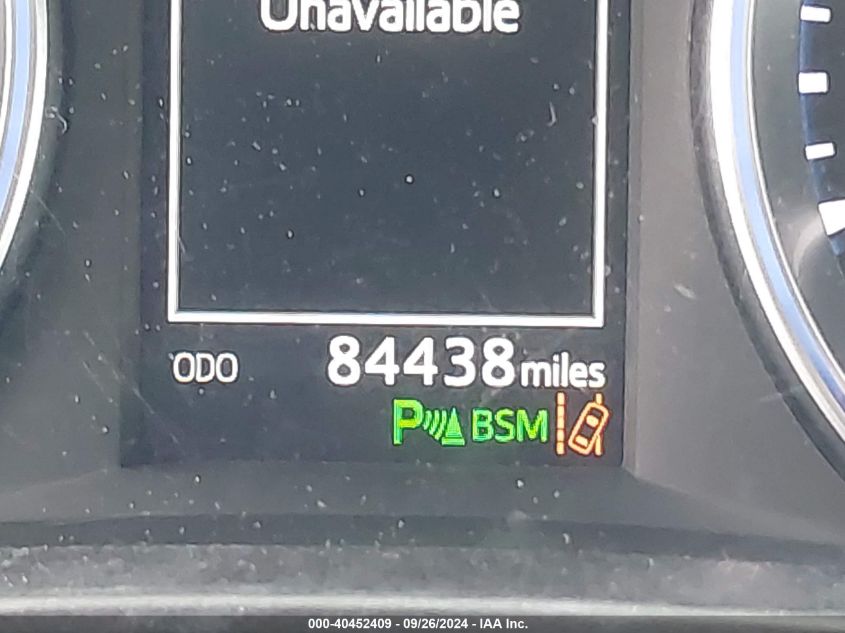 Unavailable
ODO 84438 miles
P BSM
000-40452409 - 09/26/2024 - IAA Inc.